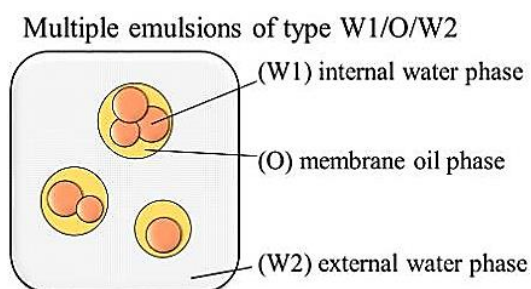 Multiple emulsions of type W1/O/W2
(W1) internal water phase
(O) membrane oil phase
(W2) external water phase